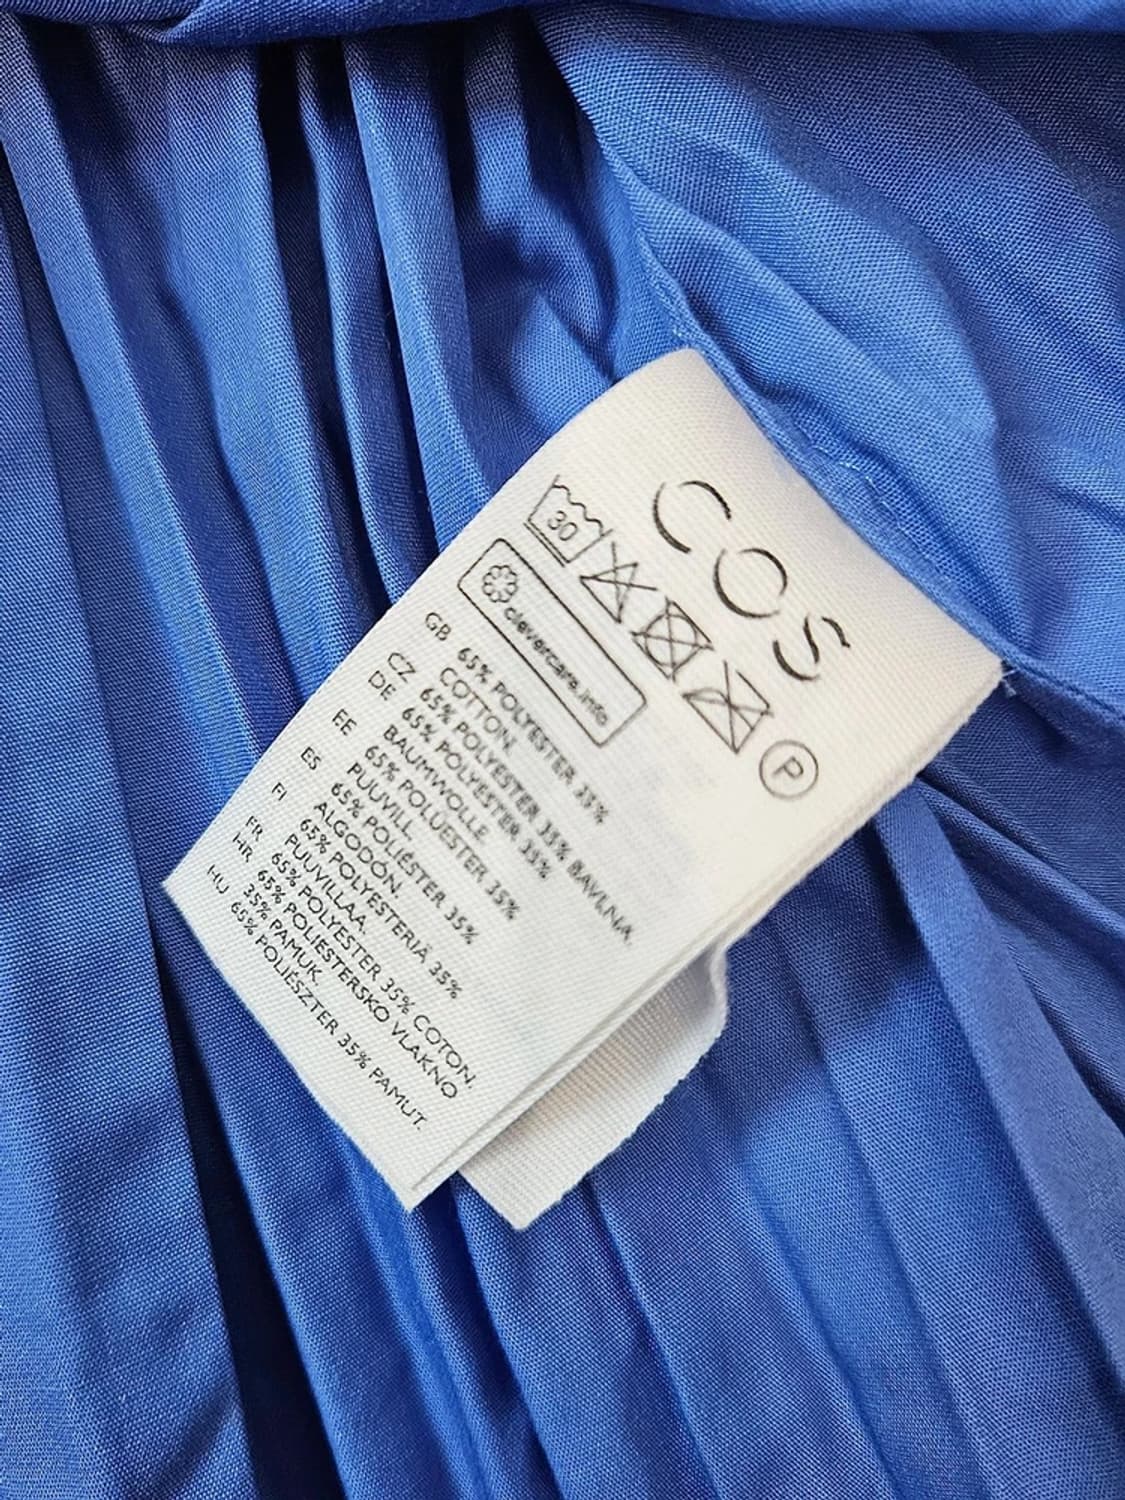 COS
30
P
clevercare.info
GB 65% POLYESTER 35%
COTTON.
CZ 65% POLYESTER 35% BAVLNA.
DE 65% POLYESTER 35%
BAUMWOLLE.
EE 65% POLÜESTER 35%
PUUVILL.
ES 65% POLIÉSTER 35%
ALGODÓN.
FI 65% POLYESTERIÄ 35%
PUUVILLAA.
FR 65% POLYESTER 35% COTON.
HR 65% POLIESTERSKO VLAKNO
35% PAMUK.
HU 65% POLIÉSZTER 35% PAMUT.